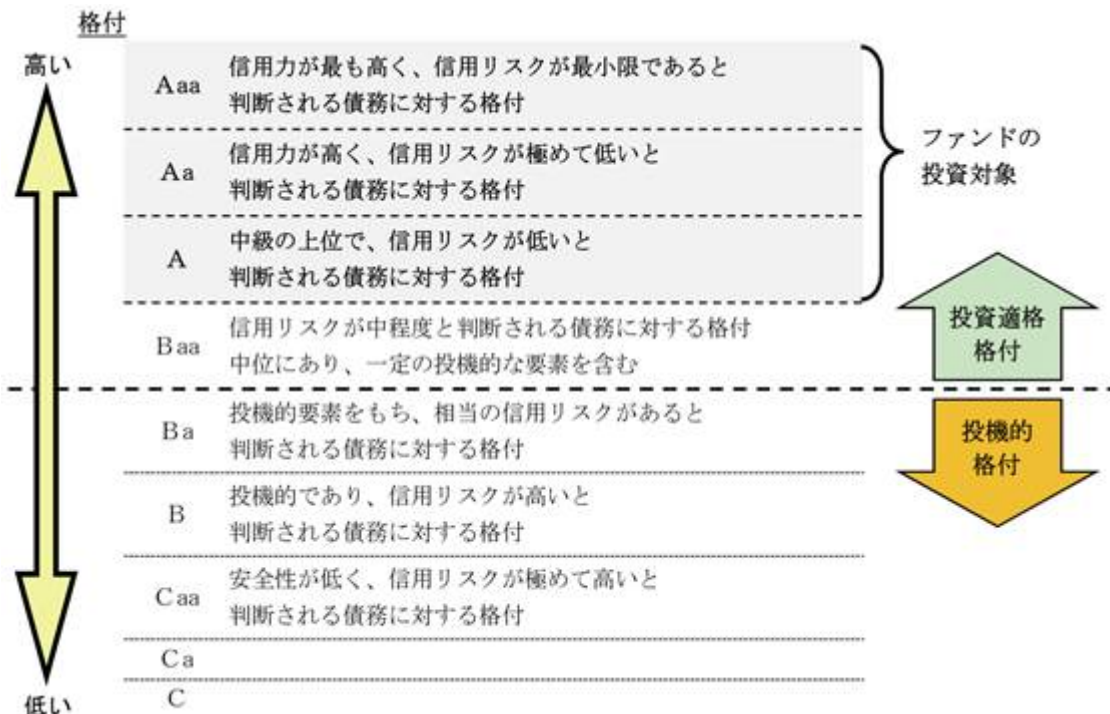 格付
高い
Aaa
信用力が最も高く、信用リスクが最小限であると
判断される債務に対する格付
Aa
信用力が高く、信用リスクが極めて低いと
判断される債務に対する格付
A
中級の上位で、信用リスクが低いと
判断される債務に対する格付
ファンドの
投資対象
Baa
信用リスクが中程度と判断される債務に対する格付
中位にあり、一定の投機的な要素を含む
投資適格
格付
Ba
投機的要素をもち、相当の信用リスクがあると
判断される債務に対する格付
投機的
格付
B
投機的であり、信用リスクが高いと
判断される債務に対する格付
Caa
安全性が低く、信用リスクが極めて高いと
判断される債務に対する格付
Ca
C
低い